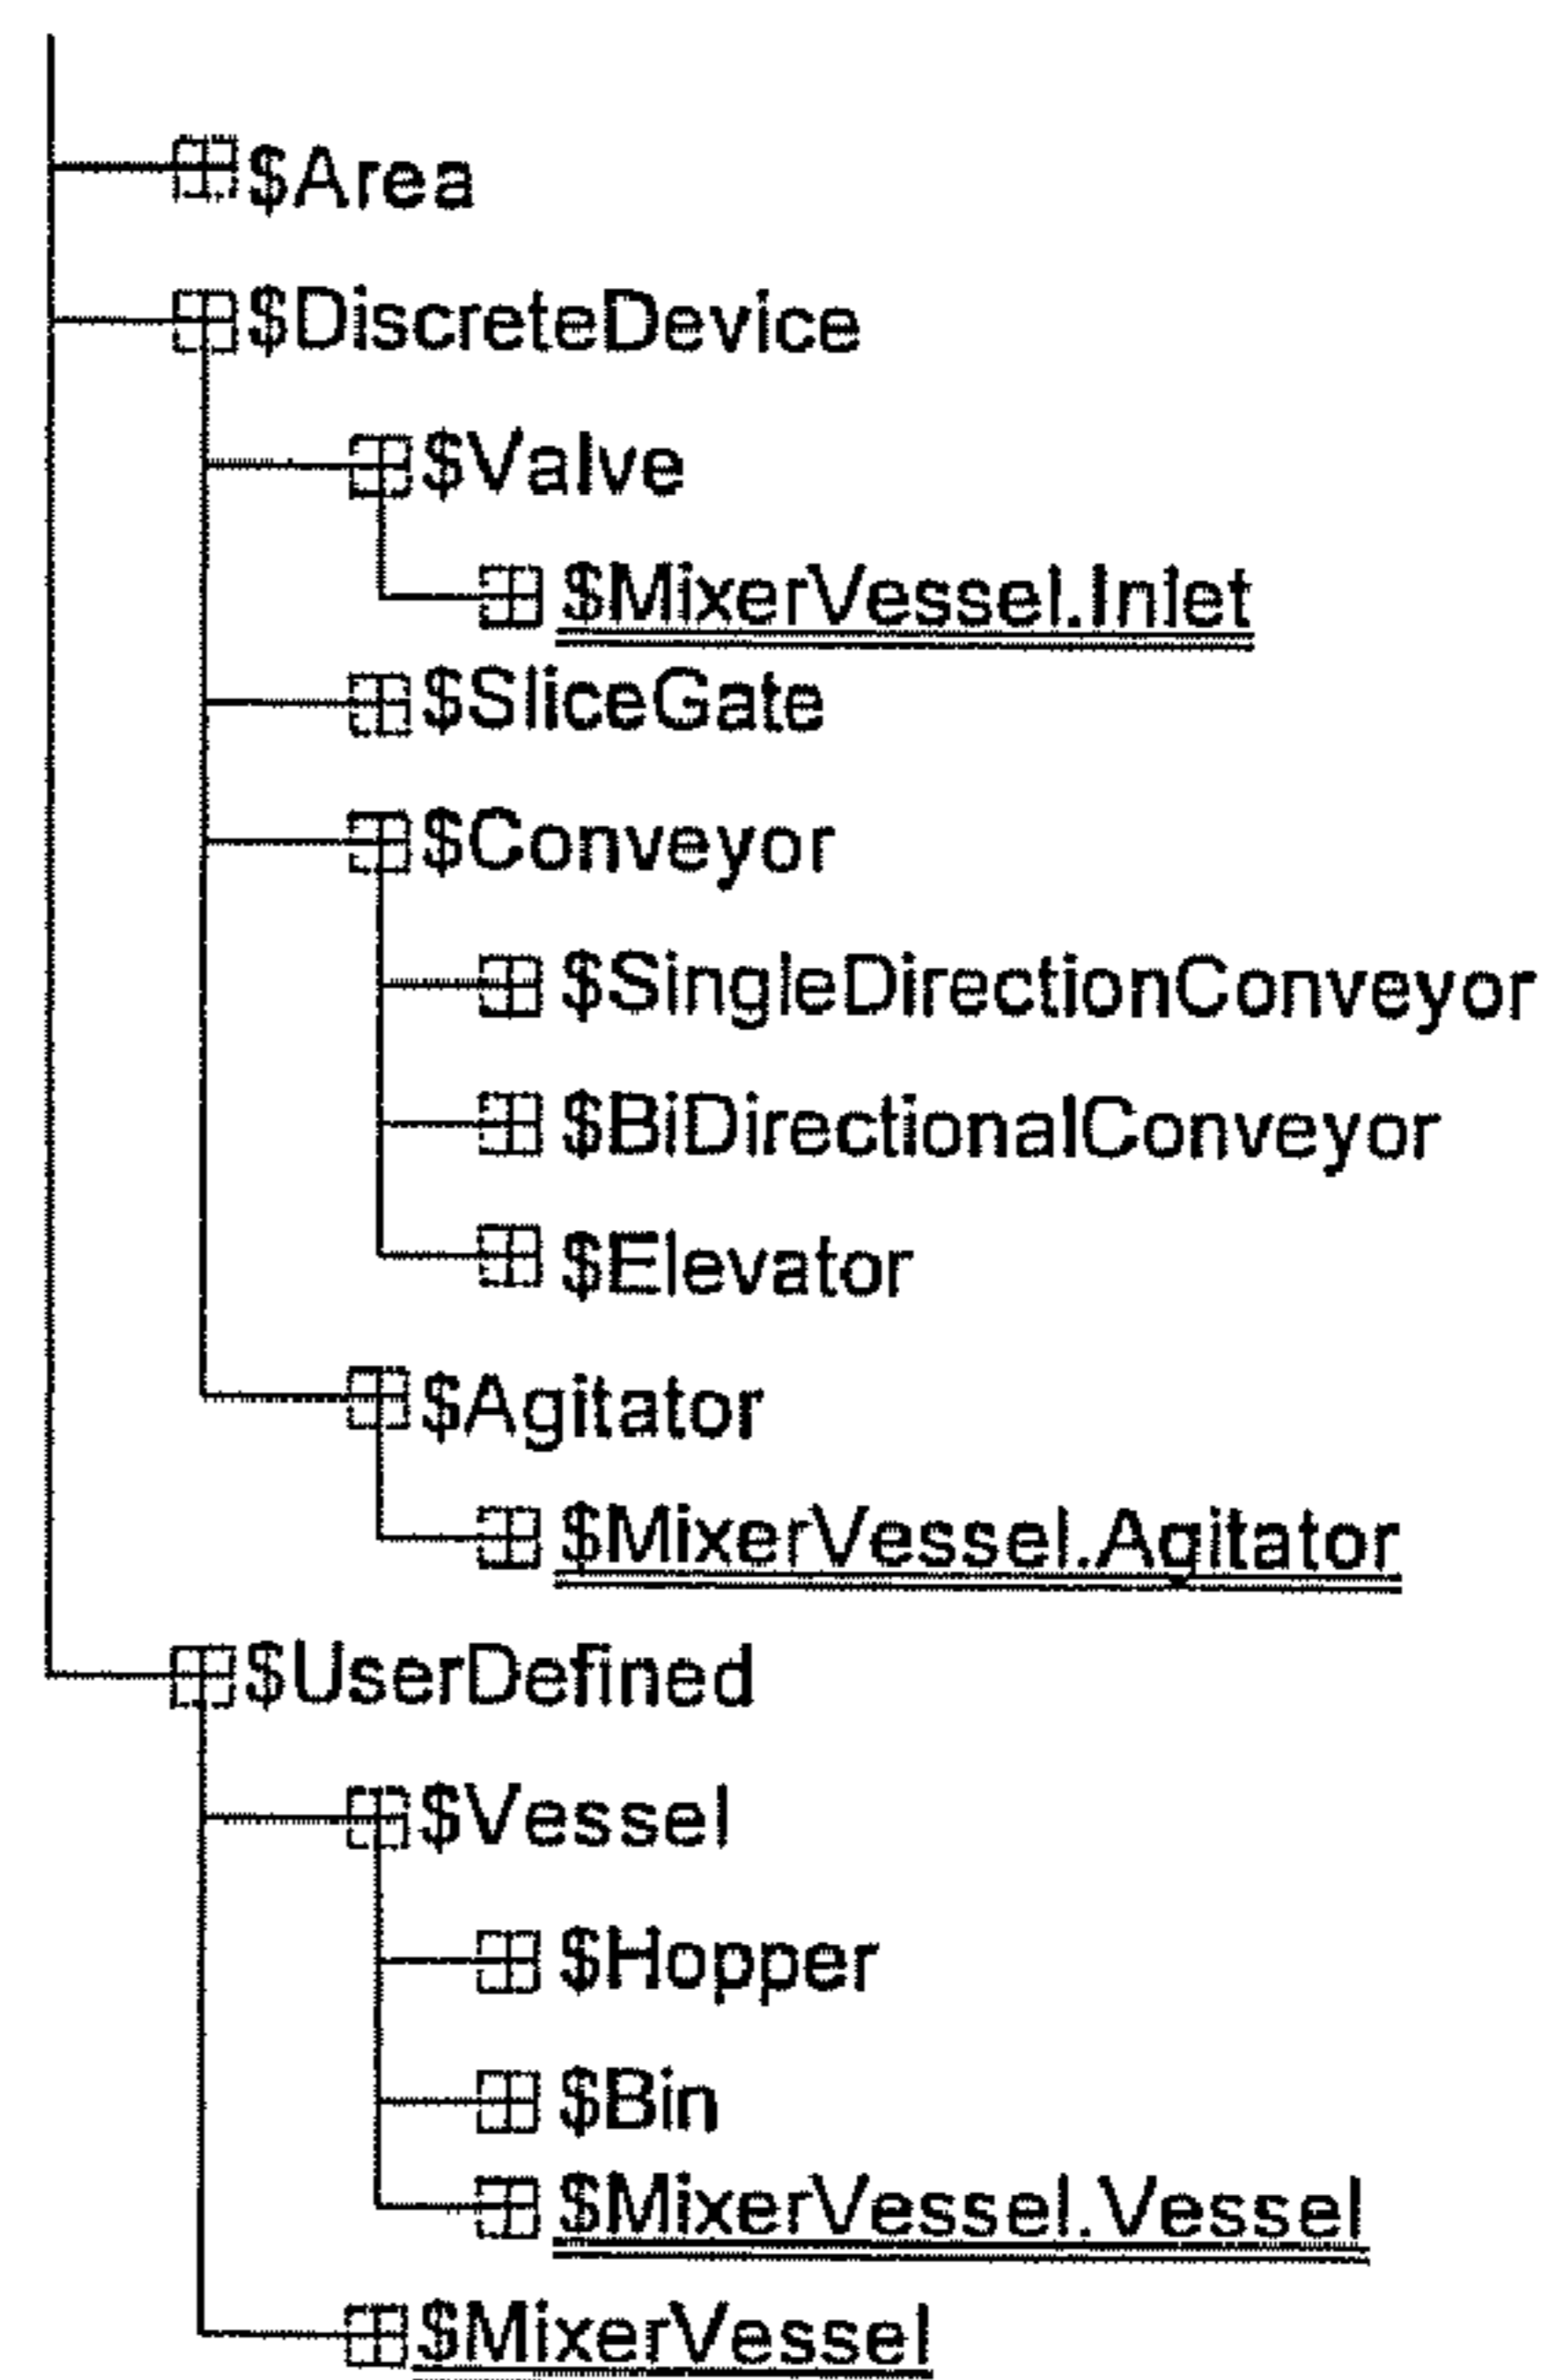 $Area
$DiscreteDevice
$Valve
$MixerVessel.Inlet
$SliceGate
$Conveyor
$SingleDirectionConveyor
$BiDirectionalConveyor
$Elevator
$Agitator
$MixerVessel.Agitator
$UserDefined
$Vessel
$Hopper
$Bin
$MixerVessel.Vessel
$MixerVessel